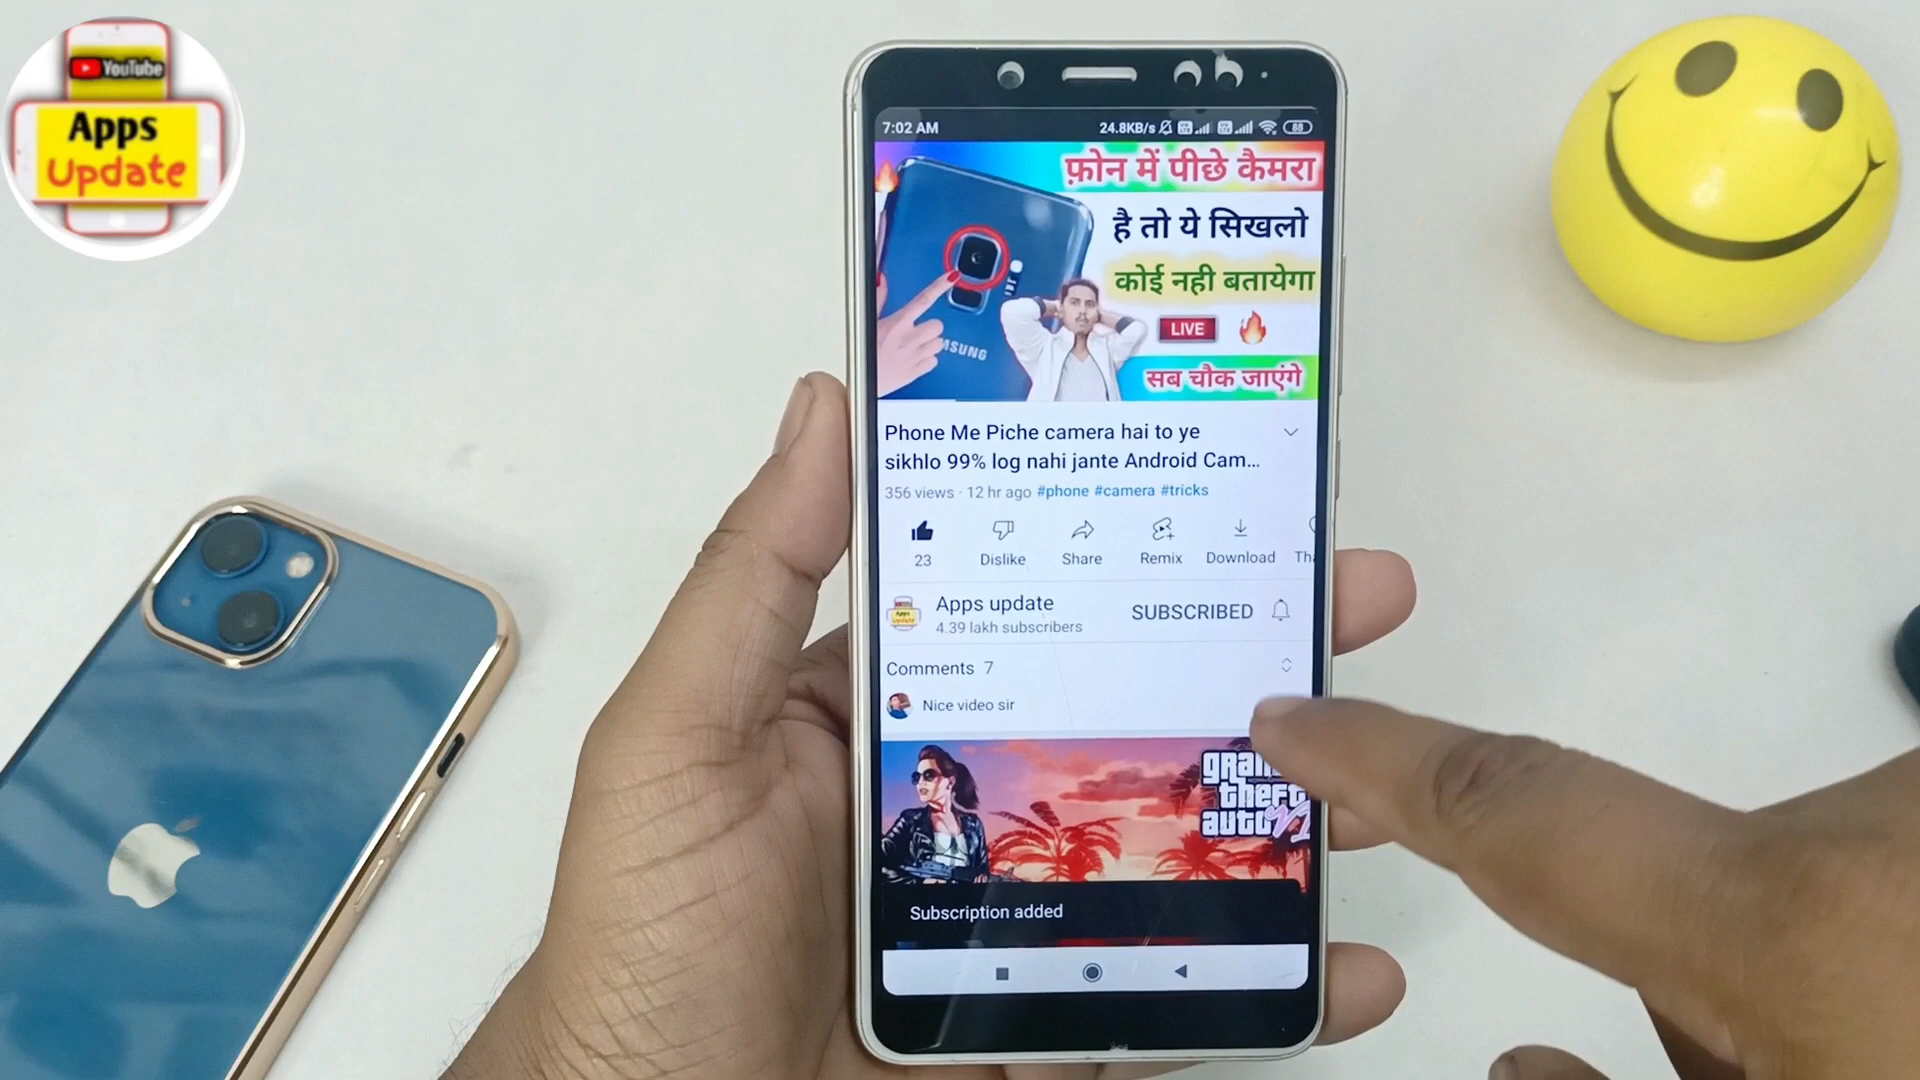 YouTube
Apps
Update
7:02 AM
24.8KB/s
88
फ़ोन में पीछे कैमरा
है तो ये सिखलो
कोई नही बतायेगा
LIVE
सब चौक जाएंगे
Phone Me Piche camera hai to ye
sikhlo 99% log nahi jante Android Cam...
356 views · 12 hr ago #phone #camera #tricks
23
Dislike
Share
Remix
Download
Apps update
4.39 lakh subscribers
SUBSCRIBED
Comments 7
Nice video sir
theft
auto
VI
Subscription added